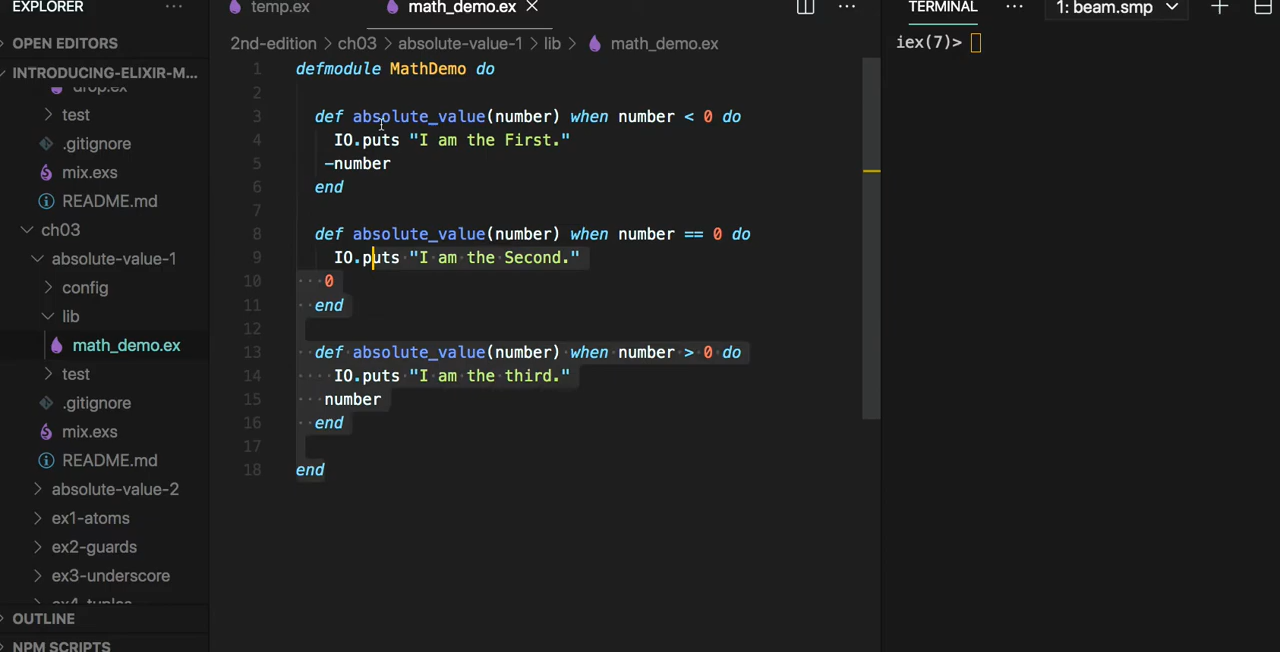 EXPLORER
...
OPEN EDITORS
INTRODUCING-ELIXIR-M...
drop.ex
test
.gitignore
mix.exs
README.md
ch03
absolute-value-1
config
lib
math_demo.ex
test
.gitignore
mix.exs
README.md
absolute-value-2
ex1-atoms
ex2-guards
ex3-underscore
ex4-tuples
OUTLINE
NPM SCRIPTS
temp.ex
math_demo.ex
...
2nd-edition > ch03 > absolute-value-1 > lib > math_demo.ex
1 defmodule MathDemo do
2
3 def absolute_value(number) when number < 0 do
4 IO.puts "I am the First."
5 -number
6 end
7
8 def absolute_value(number) when number == 0 do
9 IO.puts "I am the Second."
10 0
11 end
12
13 def absolute_value(number) when number > 0 do
14 IO.puts "I am the third."
15 number
16 end
17
18 end
TERMINAL
...
1: beam.smp
iex(7)>